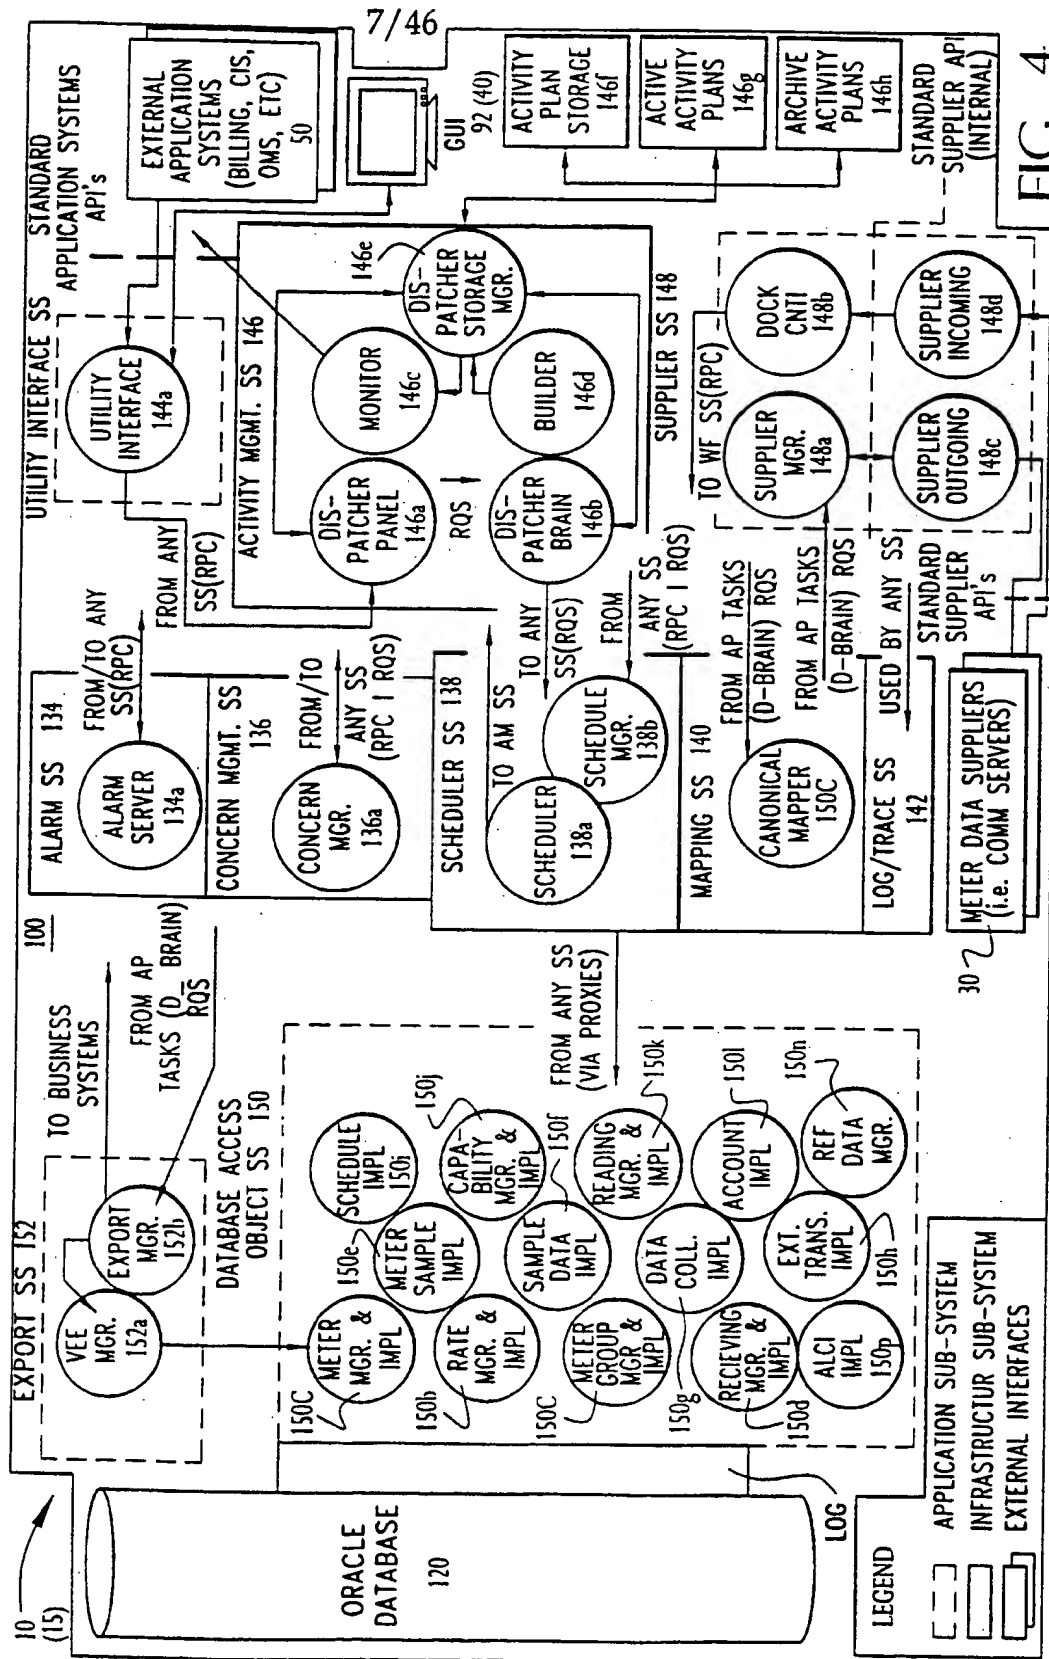 7/46
10
(15)
100
EXPORT SS 152
VEE
MGR.
152a
EXPORT
MGR.
152h
TO BUSINESS
SYSTEMS
FROM AP
TASKS (D_ BRAIN)
RQS
DATABASE ACCESS
OBJECT SS 150
ORACLE
DATABASE
120
LOG
150C
METER
MGR. &
IMPL
150e
METER
SAMPLE
IMPL
SCHEDULE
IMPL
150i
150j
CAPA-
BILITY
MGR. &
IMPL
150b
RATE
MGR. &
IMPL
SAMPLE
DATA
IMPL
150f
150C
METER
GROUP
MGR &
IMPL
150g
DATA
COLL.
IMPL
READING
MGR. &
IMPL
150k
RECIEVING
MGR. &
IMPL
150d
EXT.
TRANS.
IMPL
150h
ACCOUNT
IMPL
150l
ALCI
IMPL
150p
REF
DATA
MGR.
150n
FROM ANY SS
(VIA PROXIES)
LEGEND
APPLICATION SUB-SYSTEM
INFRASTRUCTUR SUB-SYSTEM
EXTERNAL INTERFACES
ALARM SS 134
ALARM
SERVER
134a
FROM/TO ANY
SS(RPC)
CONCERN MGMT. SS
136
CONCERN
MGR.
136a
FROM/TO
ANY SS
(RPC I RQS)
SCHEDULER SS 138
SCHEDULER
138a
SCHEDULE
MGR.
138b
TO AM SS
TO ANY
SS(RQS)
FROM
ANY SS
(RPC I RQS)
MAPPING SS 140
CANONICAL
MAPPER
150C
FROM AP TASKS
(D-BRAIN) RQS
LOG/TRACE SS
142
USED BY ANY SS
30
METER DATA SUPPLIERS
(i.e. COMM SERVERS)
UTILITY INTERFACE SS
UTILITY
INTERFACE
144a
FROM ANY
SS(RPC)
STANDARD
APPLICATION SYSTEMS
API's
EXTERNAL
APPLICATION
SYSTEMS
(BILLING, CIS,
OMS, ETC)
50
GUI
92 (40)
ACTIVITY MGMT. SS 146
DIS-
PATCHER
PANEL
146a
MONITOR
146c
DIS-
PATCHER
STORAGE
MGR.
146e
RQS
DIS-
PATCHER
BRAIN
146b
BUILDER
146d
ACTIVITY
PLAN
STORAGE
146f
ACTIVE
ACTIVITY
PLANS
146g
ARCHIVE
ACTIVITY
PLANS
146h
SUPPLIER SS 148
TO WF SS(RPC)
SUPPLIER
MGR.
148a
DOCK
CNTI
148b
FROM AP TASKS
(D-BRAIN) RQS
SUPPLIER
OUTGOING
148c
SUPPLIER
INCOMING
148d
STANDARD
SUPPLIER
API's
STANDARD
SUPPLIER API
(INTERNAL)
FIG. 4